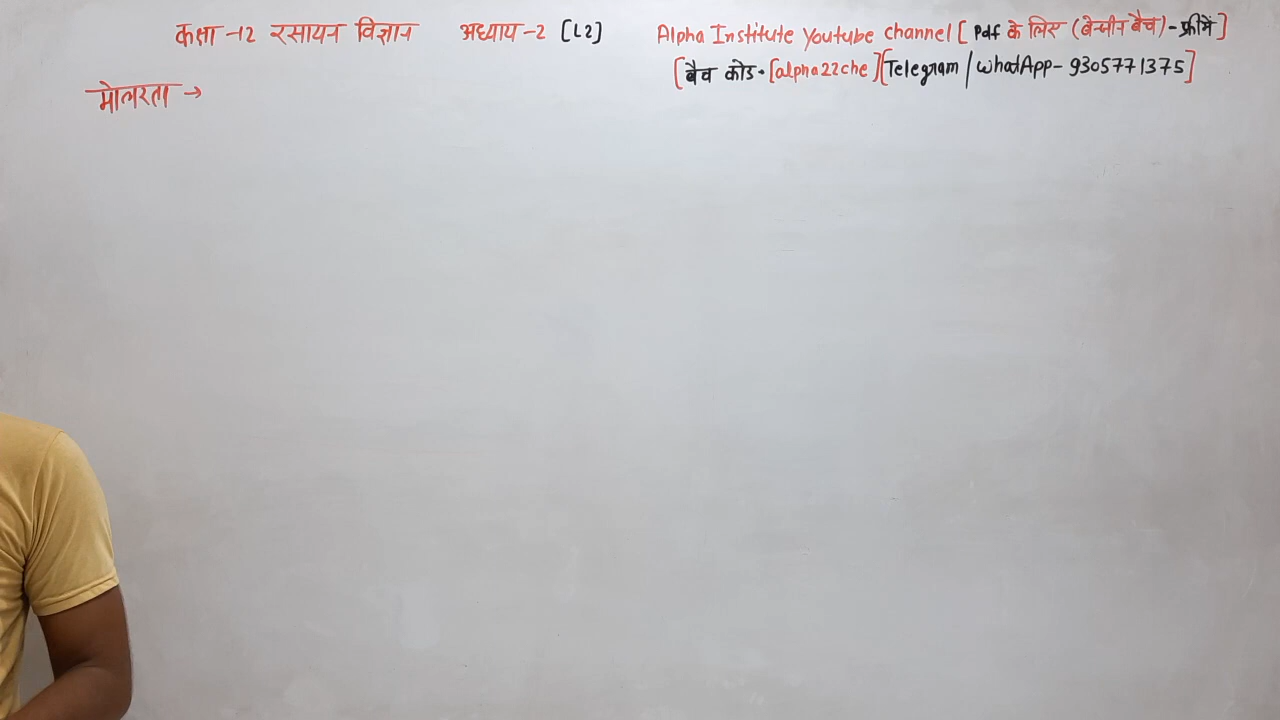 कक्षा -12 रसायन विज्ञान अध्याय -2 [L2]
Alpha Institute Youtube channel [ Pdf के लिए (बेन्जीन बैच) - फ्री में ]
[ बैच कोड - [alpha22che] [Telegram / WhatApp - 9305771375]
मोलरता →